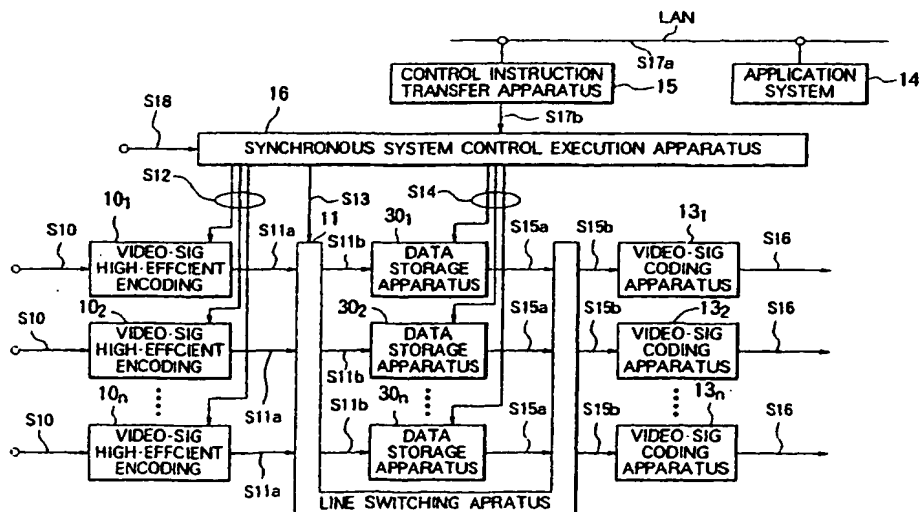 LAN
S17a
CONTROL INSTRUCTION
TRANSFER APPARATUS
15
APPLICATION
SYSTEM
14
16
S17b
S18
SYNCHRONOUS SYSTEM CONTROL EXECUTION APPARATUS
S12
S13
S14
10₁
11
30₁
13₁
S10
VIDEO-SIG
HIGH-EFFCIENT
ENCODING
S11a
S11b
DATA
STORAGE
APPARATUS
S15a
S15b
VIDEO-SIG
CODING
APPARATUS
S16
10₂
30₂
13₂
S10
VIDEO-SIG
HIGH-EFFCIENT
ENCODING
S11a
S11b
DATA
STORAGE
APPARATUS
S15a
S15b
VIDEO-SIG
CODING
APPARATUS
S16
10n
30n
13n
S10
VIDEO-SIG
HIGH-EFFCIENT
ENCODING
S11a
S11b
DATA
STORAGE
APPARATUS
S15a
S15b
VIDEO-SIG
CODING
APPARATUS
S16
LINE SWITCHING APRATUS